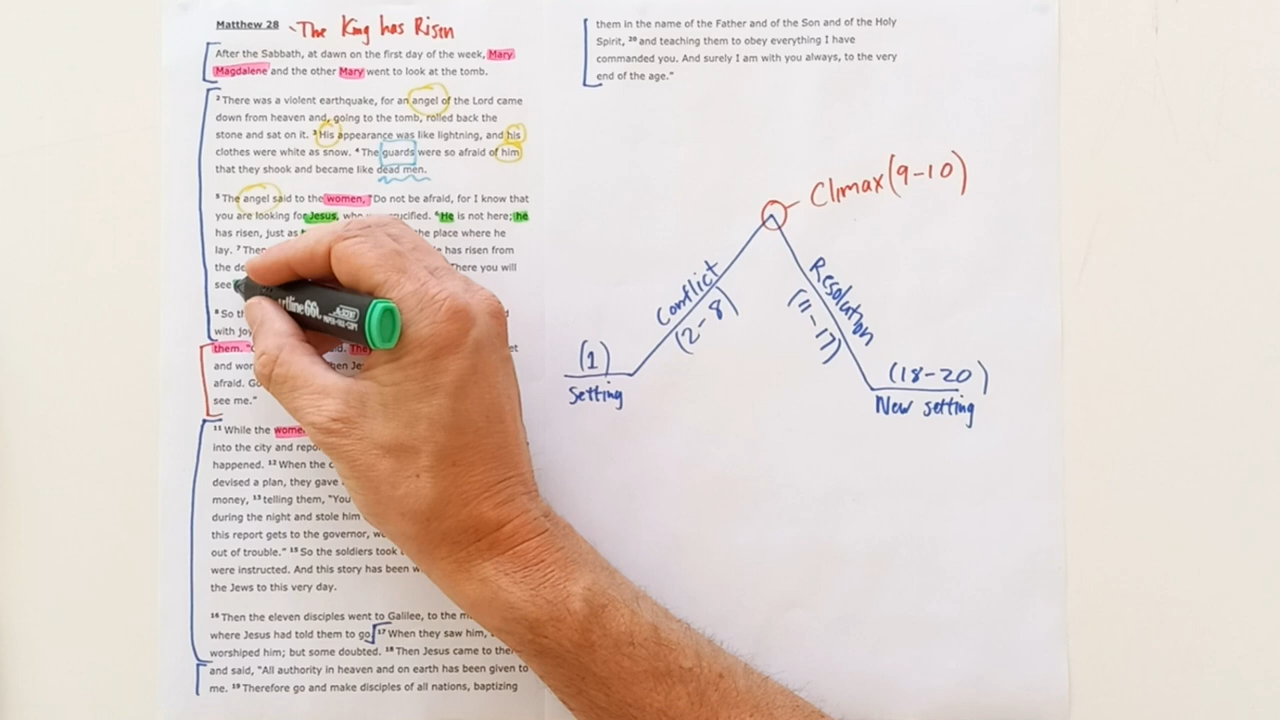 Matthew 28
The King has Risen
After the Sabbath, at dawn on the first day of the week, Mary
Magdalene and the other Mary went to look at the tomb.
2 There was a violent earthquake, for an angel of the Lord came
down from heaven and, going to the tomb, rolled back the
stone and sat on it. 3 His appearance was like lightning, and his
clothes were white as snow. 4 The guards were so afraid of him
that they shook and became like dead men.
5 The angel said to the women, "Do not be afraid, for I know that
you are looking for Jesus, who was crucified. 6 He is not here; he
has risen, just as the place where he
lay. 7 has risen from
the There you will
see
8 So
with joy
them.
They
and
afraid.
see me."
11 While the
into the city and
happened. 12 When the
devised a plan, they gave
money, 13 telling them, "You
during the night and stole him
this report gets to the governor,
out of trouble." 15 So the soldiers took
were instructed. And this story has been
the Jews to this very day.
16 Then the eleven disciples went to Galilee, to the
where Jesus had told them to go. 17 When they saw him,
worshiped him; but some doubted. 18 Then Jesus came to
and said, "All authority in heaven and on earth has been given to
me. 19 Therefore go and make disciples of all nations, baptizing
them in the name of the Father and of the Son and of the Holy
Spirit, 20 and teaching them to obey everything I have
commanded you. And surely I am with you always, to the very
end of the age."
Climax (9-10)
Conflict
(2-8)
Resolution
(11-17)
(1)
Setting
(18-20)
New setting